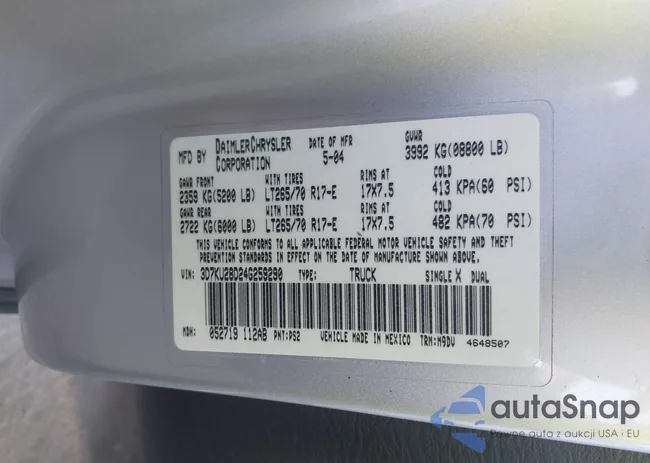 MFD BY DAIMLERCHRYSLER CORPORATION DATE OF MFR 5-04 GVWR 3992 KG(08800 LB)
GAWR FRONT WITH TIRES RIMS AT COLD
2359 KG(5200 LB) LT265/70 R17-E 17X7.5 413 KPA(60 PSI)
GAWR REAR WITH TIRES RIMS AT COLD
2722 KG(6000 LB) LT265/70 R17-E 17X7.5 482 KPA(70 PSI)
THIS VEHICLE CONFORMS TO ALL APPLICABLE FEDERAL MOTOR VEHICLE SAFETY AND THEFT
PREVENTION STANDARDS IN EFFECT ON THE DATE OF MANUFACTURE SHOWN ABOVE.
VIN: 3D7KU28D24G259290 TYPE: TRUCK SINGLE X DUAL
MDH: 052719 112AB PNT:PS2 VEHICLE MADE IN MEXICO TRM:M9DV 4648507
autaSnap
Pewne auta z aukcji USA · EU